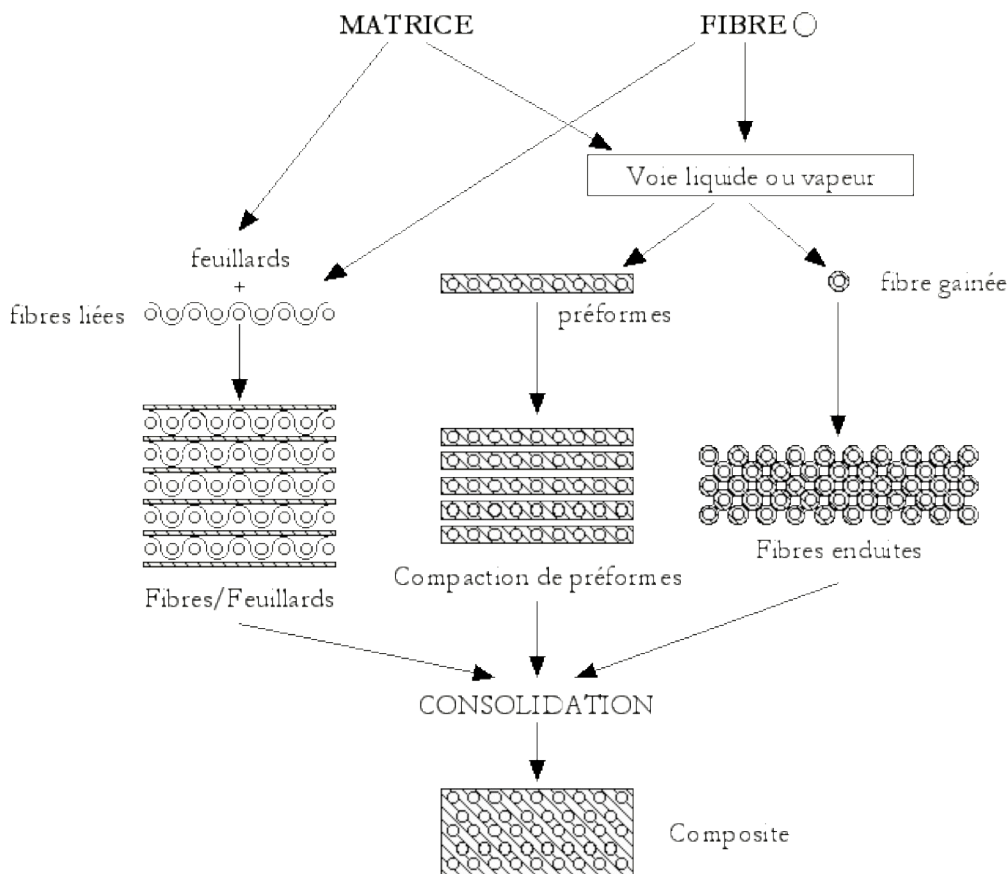 MATRICE
FIBRE
Voie liquide ou vapeur
feuillards
+
fibres liées
préformes
fibre gainée
Fibres/Feuillards
Compaction de préformes
Fibres enduites
CONSOLIDATION
Composite